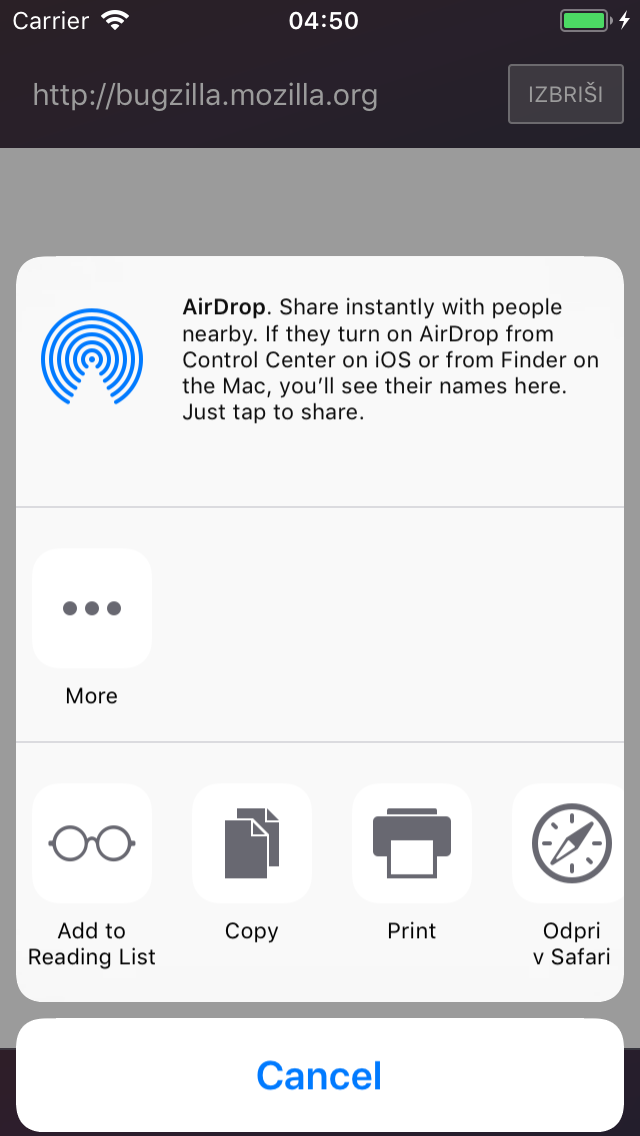 Carrier 04:50
http://bugzilla.mozilla.org IZBRIŠI
AirDrop. Share instantly with people
nearby. If they turn on AirDrop from
Control Center on iOS or from Finder on
the Mac, you’ll see their names here.
Just tap to share.
More
Add to
Reading List
Copy
Print
Odpri
v Safari
Cancel